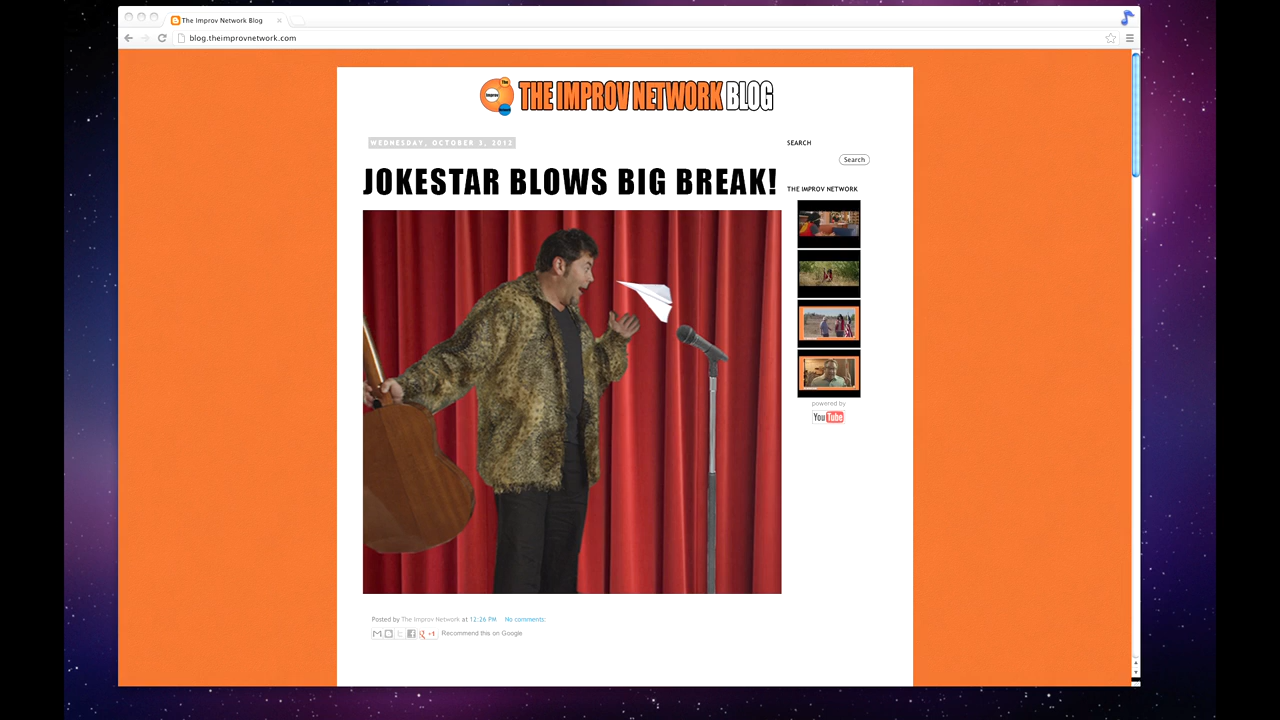 The Improv Network Blog
blog.theimprovnetwork.com
The
Improv
THE IMPROV NETWORK BLOG
WEDNESDAY, OCTOBER 3, 2012
SEARCH
Search
JOKESTAR BLOWS BIG BREAK!
THE IMPROV NETWORK
powered by
YouTube
Posted by The Improv Network at 12:26 PM No comments:
+1 Recommend this on Google